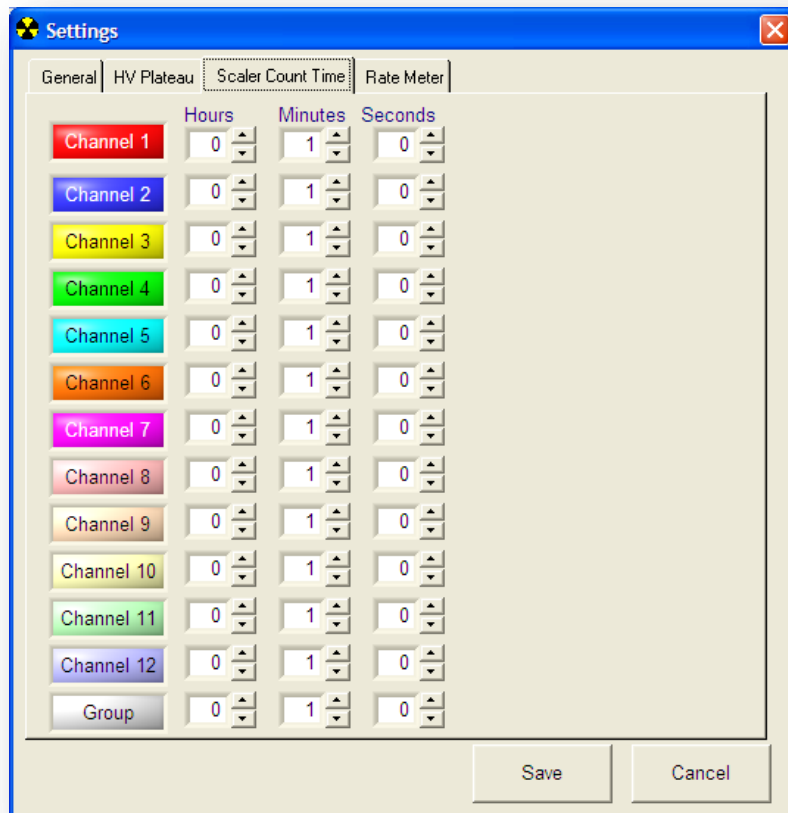 Settings
General HV Plateau Scaler Count Time Rate Meter
Hours Minutes Seconds
Channel 1 0 1 0
Channel 2 0 1 0
Channel 3 0 1 0
Channel 4 0 1 0
Channel 5 0 1 0
Channel 6 0 1 0
Channel 7 0 1 0
Channel 8 0 1 0
Channel 9 0 1 0
Channel 10 0 1 0
Channel 11 0 1 0
Channel 12 0 1 0
Group 0 1 0
Save Cancel